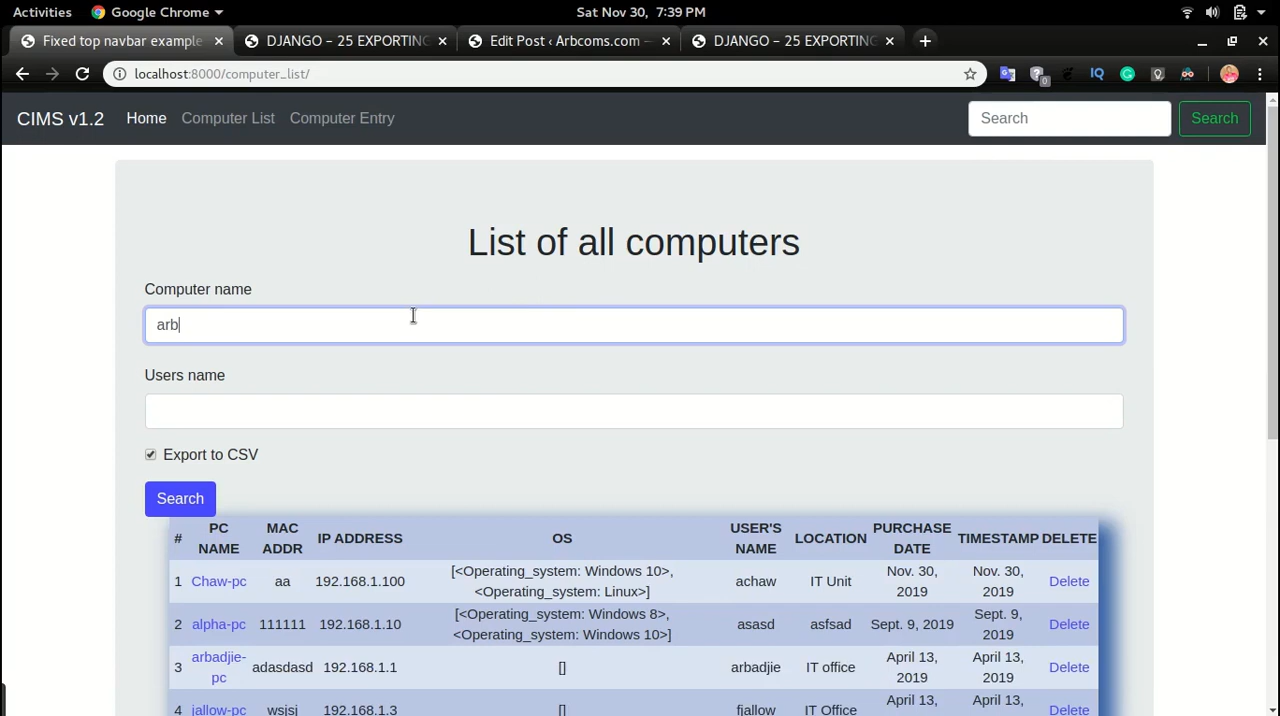 Activities Google Chrome Sat Nov 30, 7:39 PM
Fixed top navbar example DJANGO – 25 EXPORTING Edit Post ‹ Arbcoms.com — DJANGO – 25 EXPORTING
localhost:8000/computer_list/
CIMS v1.2 Home Computer List Computer Entry Search Search
List of all computers
Computer name
arb
Users name
Export to CSV
Search
# PC NAME MAC ADDR IP ADDRESS OS USER'S NAME LOCATION PURCHASE DATE TIMESTAMP DELETE
1 Chaw-pc aa 192.168.1.100 [<Operating_system: Windows 10>, <Operating_system: Linux>] achaw IT Unit Nov. 30, 2019 Nov. 30, 2019 Delete
2 alpha-pc 111111 192.168.1.10 [<Operating_system: Windows 8>, <Operating_system: Windows 10>] asasd asfsad Sept. 9, 2019 Sept. 9, 2019 Delete
3 arbadjie-pc adasdasd 192.168.1.1 [] arbadjie IT office April 13, 2019 April 13, 2019 Delete
4 jallow-pc wsjsj 192.168.1.3 [] fjallow IT Office April 13, April 13, Delete